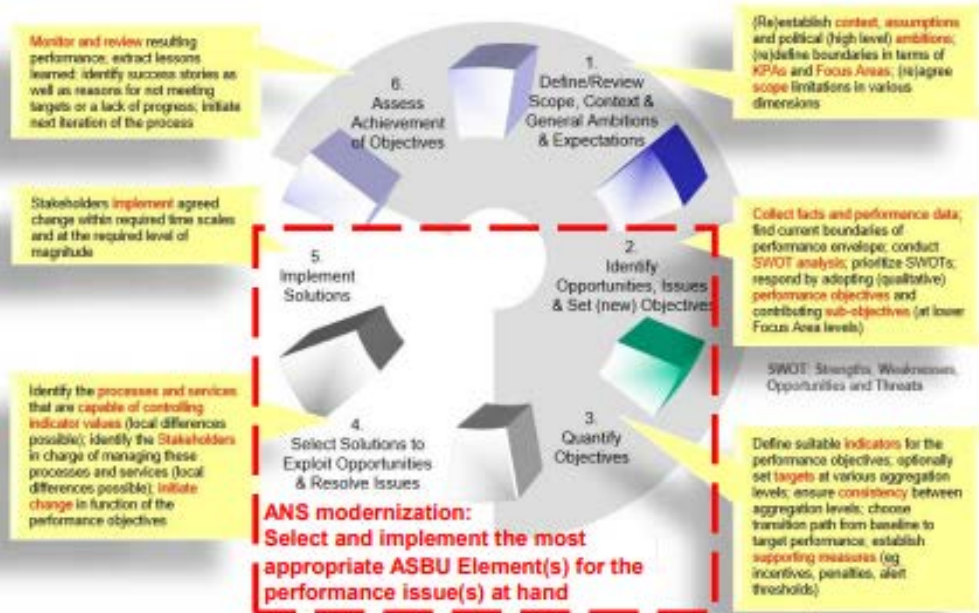 Monitor and review resulting
performance; extract lessons
learned: identify success stories as
well as reasons for not meeting
targets or a lack of progress; initiate
next iteration of the process
6.
Assess
Achievement
of Objectives
1.
Define/Review
Scope, Context &
General Ambitions
& Expectations
(Re)establish context, assumptions
and political (high level) ambitions;
(re)define boundaries in terms of
KPAs and Focus Areas; (re)agree
scope limitations in various
dimensions
Stakeholders implement agreed
change within required time scales
and at the required level of
magnitude
5.
Implement
Solutions
2.
Identify
Opportunities, Issues
& Set (new) Objectives
Collect facts and performance data;
find current boundaries of
performance envelope; conduct
SWOT analysis; prioritize SWOTs;
respond by adopting (qualitative)
performance objectives and
contributing sub-objectives (at lower
Focus Area levels)
SWOT: Strengths, Weaknesses,
Opportunities and Threats
Identify the processes and services
that are capable of controlling
indicator values (local differences
possible); identify the Stakeholders
in charge of managing these
processes and services (local
differences possible); initiate
change in function of the
performance objectives
4.
Select Solutions to
Exploit Opportunities
& Resolve Issues
3.
Quantify
Objectives
Define suitable indicators for the
performance objectives; optionally
set targets at various aggregation
levels; ensure consistency between
aggregation levels; choose
transition path from baseline to
target performance; establish
supporting measures (eg
incentives, penalties, alert
thresholds)
ANS modernization:
Select and implement the most
appropriate ASBU Element(s) for the
performance issue(s) at hand